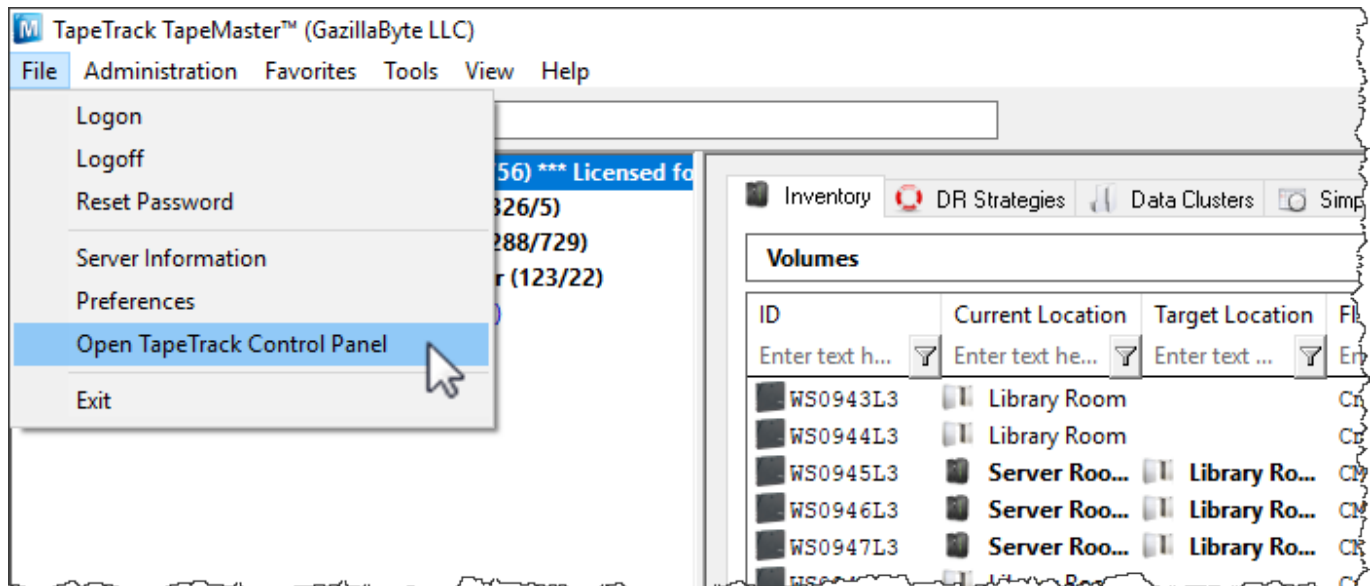 TapeTrack TapeMaster™ (GazillaByte LLC)
File Administration Favorites Tools View Help
Logon
Logoff
Reset Password
Server Information
Preferences
Open TapeTrack Control Panel
Exit
56) *** Licensed fo
326/5)
288/729)
r (123/22)
)
Inventory DR Strategies Data Clusters Simp
Volumes
ID Current Location Target Location Fl
Enter text h... Enter text he... Enter text ... En
WS0943L3 Library Room
WS0944L3 Library Room
WS0945L3 Server Roo... Library Ro...
WS0946L3 Server Roo... Library Ro...
WS0947L3 Server Roo... Library Ro...